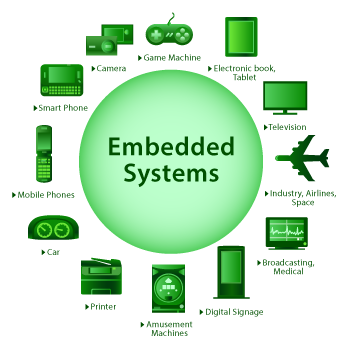 Embedded
Systems
Game Machine
Electronic book,
Tablet
Television
Industry, Airlines,
Space
Broadcasting,
Medical
Digital Signage
Amusement
Machines
Printer
Car
Mobile Phones
Smart Phone
Camera